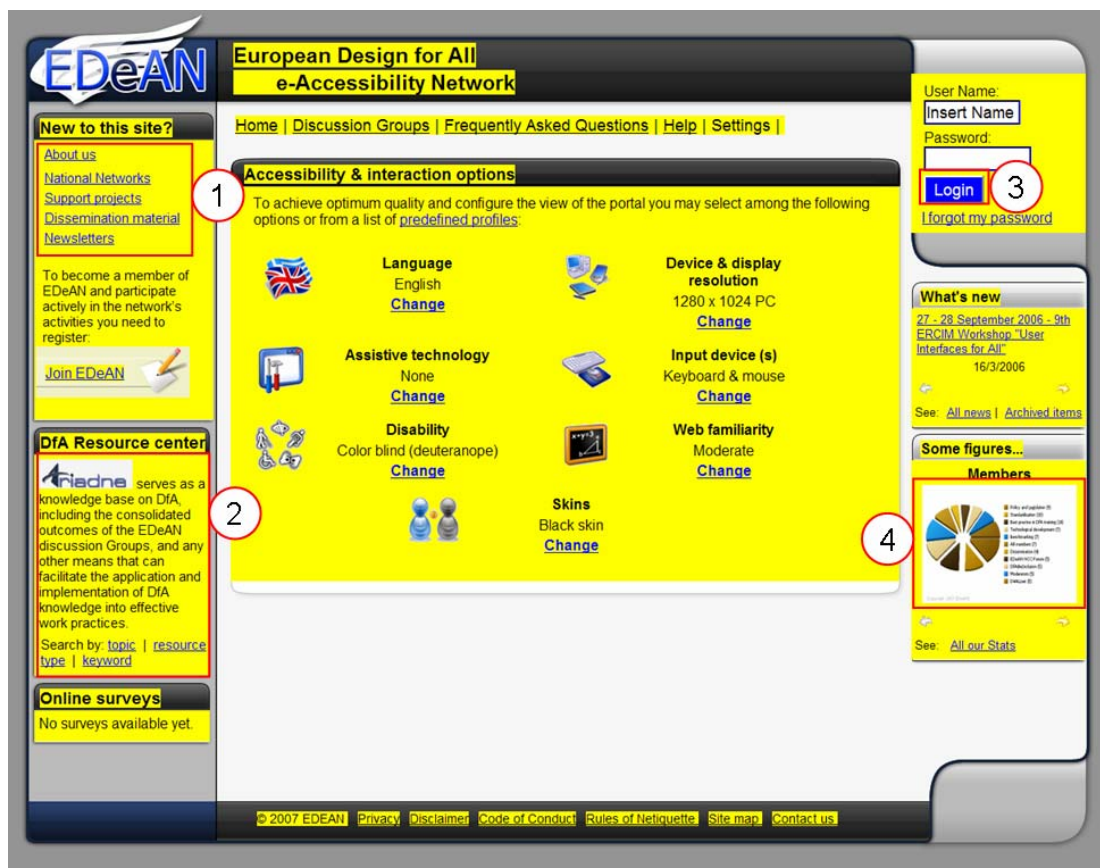 EDeAN
European Design for All
e-Accessibility Network
Home | Discussion Groups | Frequently Asked Questions | Help | Settings |
New to this site?
About us
National Networks
Support projects
Dissemination material
Newsletters
1
To become a member of
EDeAN and participate
actively in the network's
activities you need to
register:
Join EDeAN
DfA Resource center
Ariadne serves as a
knowledge base on DfA,
including the consolidated
outcomes of the EDeAN
discussion Groups, and any
other means that can
facilitate the application and
implementation of DfA
knowledge into effective
work practices.
Search by: topic | resource
type | keyword
2
Online surveys
No surveys available yet.
Accessibility & interaction options
To achieve optimum quality and configure the view of the portal you may select among the following
options or from a list of predefined profiles:
Language
English
Change
Device & display
resolution
1280 x 1024 PC
Change
Assistive technology
None
Change
Input device (s)
Keyboard & mouse
Change
Disability
Color blind (deuteranope)
Change
x+y=3
Web familiarity
Moderate
Change
Skins
Black skin
Change
User Name:
Insert Name
Password:
Login
3
I forgot my password
What's new
27 - 28 September 2006 - 9th
ERCIM Workshop "User
Interfaces for All"
16/3/2006
See: All news | Archived items
Some figures...
Members
4
See: All our Stats
© 2007 EDEAN Privacy Disclaimer Code of Conduct Rules of Netiquette Site map Contact us